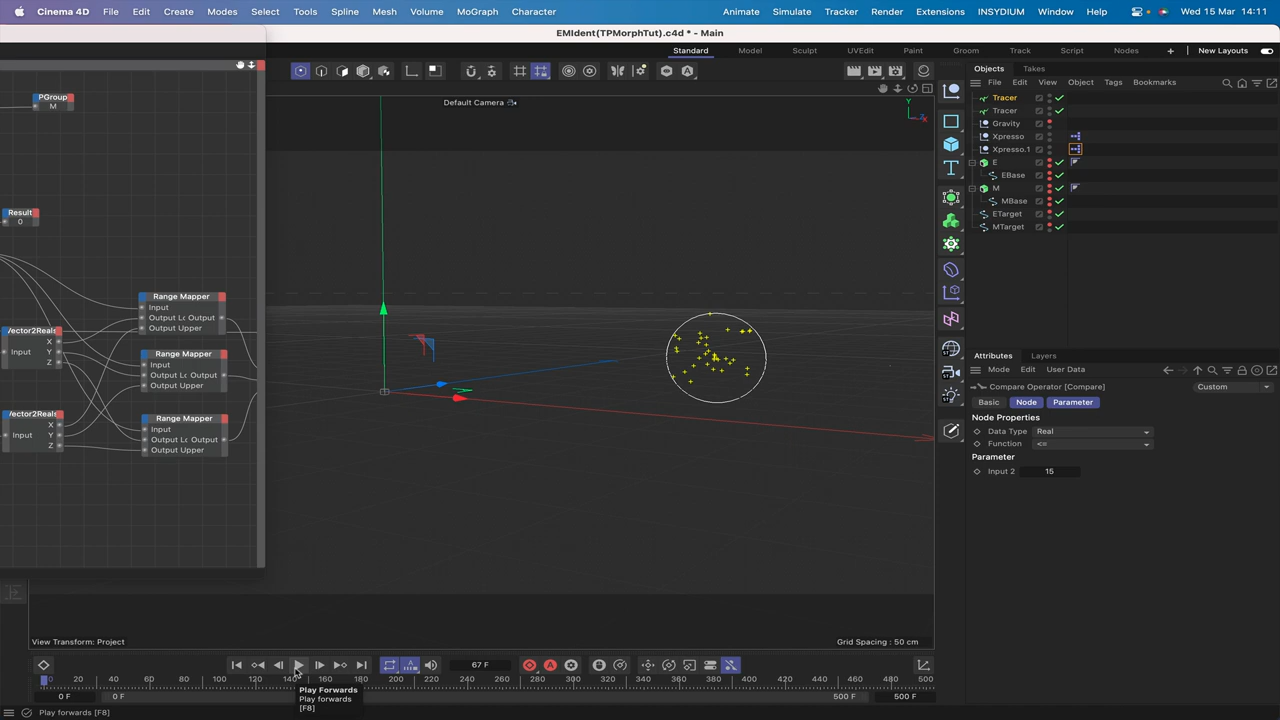 Cinema 4D File Edit Create Modes Select Tools Spline Mesh Volume MoGraph Character Animate Simulate Tracker Render Extensions INSYDIUM Window Help Wed 15 Mar 14:11
EMIdent(TPMorphTut).c4d * - Main
Standard Model Sculpt UVEdit Paint Groom Track Script Nodes New Layouts
Objects Takes
File Edit View Object Tags Bookmarks
Default Camera
Y
Tracer
Tracer
Gravity
Xpresso
Xpresso.1
E
EBase
M
MBase
ETarget
MTarget
PGroup
M
Result
0
Range Mapper
Input
Output Lc Output
Output Upper
Vector2Reals
X
Input Y
Z
Range Mapper
Input
Output Lc Output
Output Upper
Vector2Reals
X
Input Y
Z
Range Mapper
Input
Output Lc Output
Output Upper
Attributes Layers
Mode Edit User Data
Compare Operator [Compare] Custom
Basic Node Parameter
Node Properties
Data Type Real
Function <=
Parameter
Input 2 15
View Transform: Project Grid Spacing : 50 cm
67 F
0 20 40 60 80 100 120 140 160 180 200 220 240 260 280 300 320 340 360 380 400 420 440 460 480 500
0 F 0 F 500 F 500 F
Play Forwards
Play forwards
[F8]
Play forwards [F8]